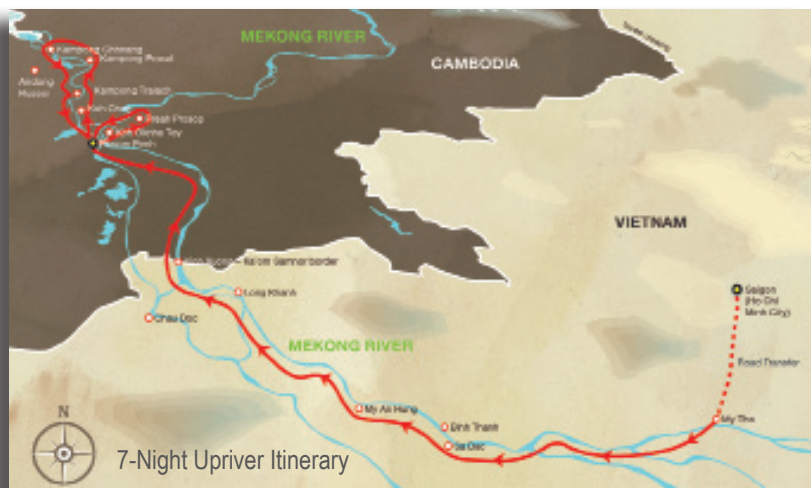 MEKONG RIVER
CAMBODIA
Kampong Chhnang
Kampong Prasat
Andong
Kampong Tralach
Koh Chen
Phnom Penh
VIETNAM
Long Khanh
Chau Doc
Saigon
(Ho Chi
Minh City)
MEKONG RIVER
Road Transfer
My An Hung
Binh Thanh
Sa Dec
My Tho
N
7-Night Upriver Itinerary